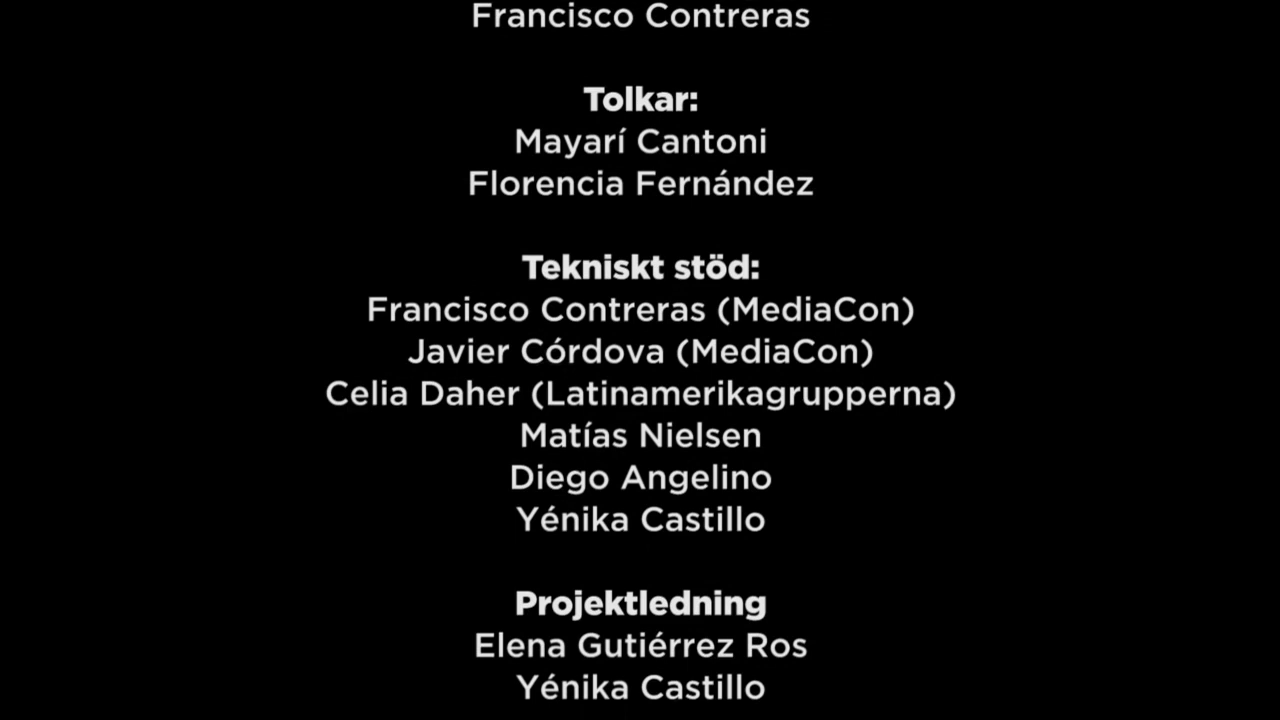 Francisco Contreras
Tolkar:
Mayarí Cantoni
Florencia Fernández
Tekniskt stöd:
Francisco Contreras (MediaCon)
Javier Córdova (MediaCon)
Celia Daher (Latinamerikagrupperna)
Matías Nielsen
Diego Angelino
Yénika Castillo
Projektledning
Elena Gutiérrez Ros
Yénika Castillo